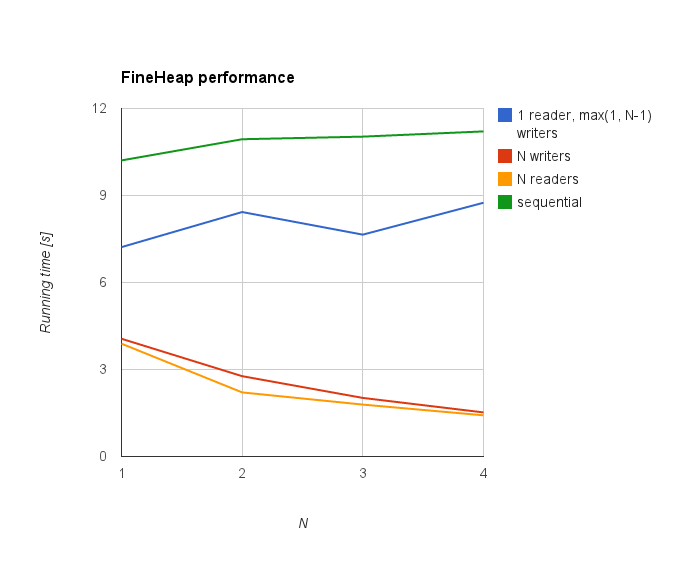 FineHeap performance
12
9
6
3
0
1
2
3
4
Running time [s]
N
1 reader, max(1, N-1)
writers
N writers
N readers
sequential